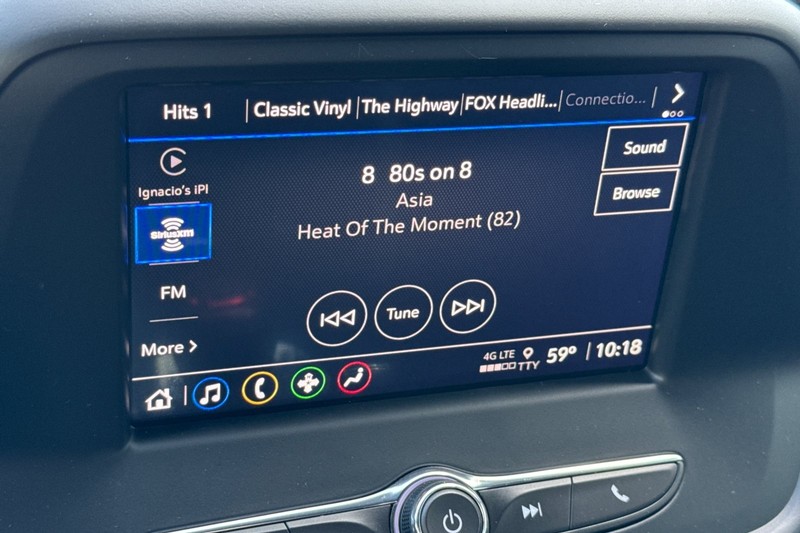 Hits 1 | Classic Vinyl | The Highway | FOX Headli... | Connectio... |
Ignacio's iPI
SiriusXM
FM
More
8 80s on 8
Asia
Heat Of The Moment (82)
Sound
Browse
Tune
4G LTE
TTY
59°
10:18